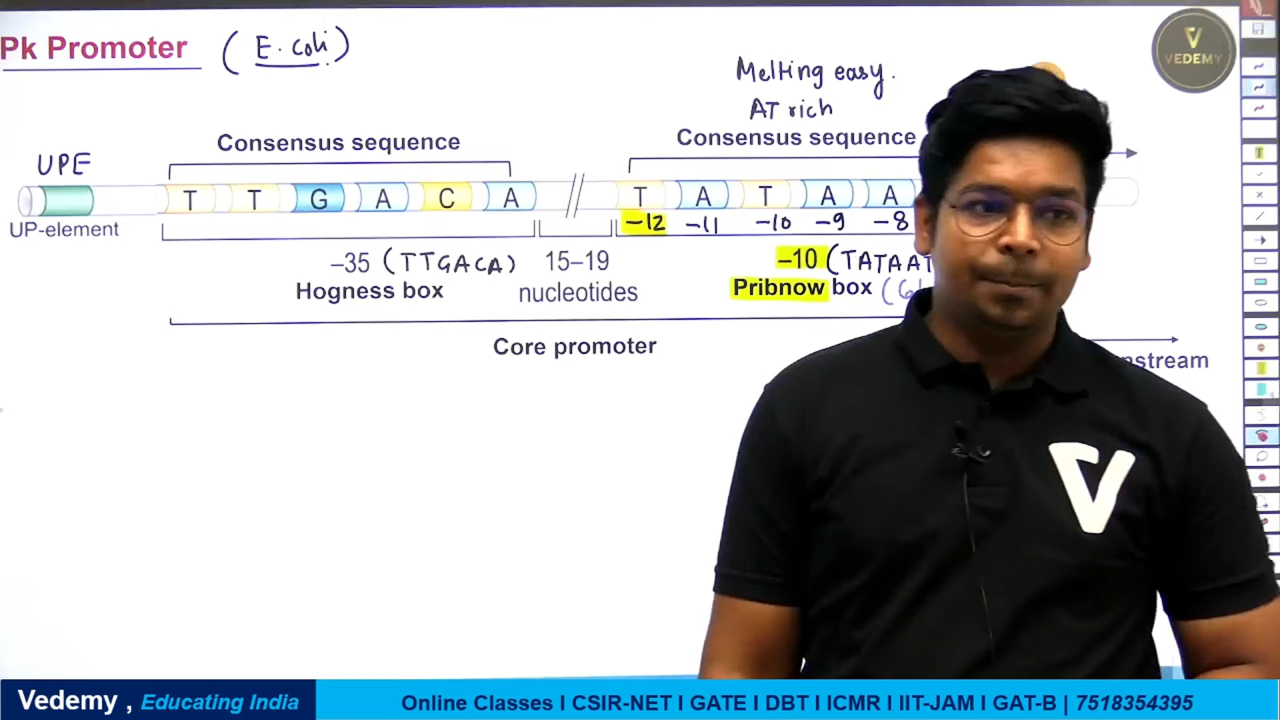 Pk Promoter ( E. coli )
VEDEMY
Melting easy.
AT rich
Consensus sequence
Consensus sequence
UPE
T T G A C A
T A T A A
-12 -11 -10 -9 -8
UP-element
–35 (TTGACA)
15–19
–10 (TATAAT
Hogness box
nucleotides
Pribnow box
Core promoter
nstream
Vedemy , Educating India
Online Classes I CSIR-NET I GATE I DBT I ICMR I IIT-JAM I GAT-B | 7518354395